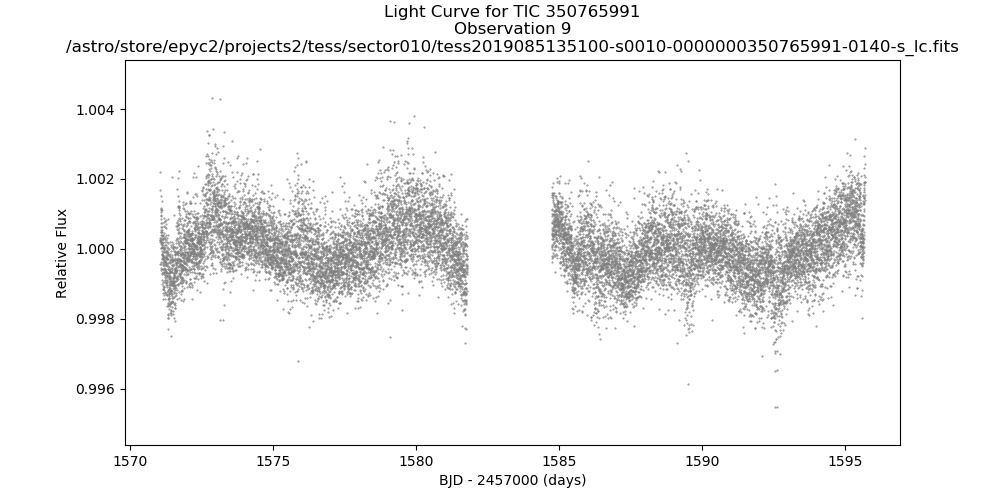 Light Curve for TIC 350765991
Observation 9
/astro/store/epyc2/projects2/tess/sector010/tess2019085135100-s0010-0000000350765991-0140-s_lc.fits
1.004
1.002
1.000
0.998
0.996
Relative Flux
1570
1575
1580
1585
1590
1595
BJD - 2457000 (days)